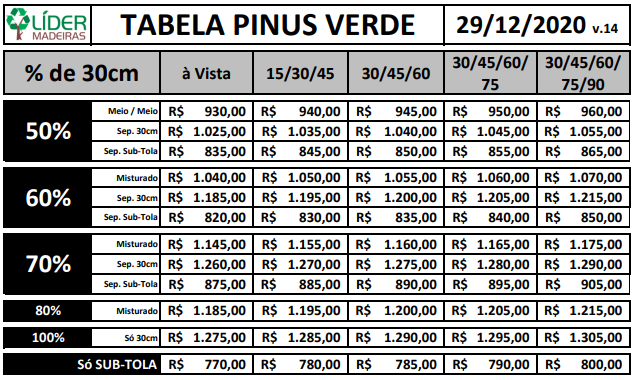 LÍDER MADEIRAS TABELA PINUS VERDE 29/12/2020 v.14
% de 30cm à Vista 15/30/45 30/45/60 30/45/60/75 30/45/60/75/90
50% Meio / Meio R$ 930,00 R$ 940,00 R$ 945,00 R$ 950,00 R$ 960,00
Sep. 30cm R$ 1.025,00 R$ 1.035,00 R$ 1.040,00 R$ 1.045,00 R$ 1.055,00
Sep. Sub-Tola R$ 835,00 R$ 845,00 R$ 850,00 R$ 855,00 R$ 865,00
60% Misturado R$ 1.040,00 R$ 1.050,00 R$ 1.055,00 R$ 1.060,00 R$ 1.070,00
Sep. 30cm R$ 1.185,00 R$ 1.195,00 R$ 1.200,00 R$ 1.205,00 R$ 1.215,00
Sep. Sub-Tola R$ 820,00 R$ 830,00 R$ 835,00 R$ 840,00 R$ 850,00
70% Misturado R$ 1.145,00 R$ 1.155,00 R$ 1.160,00 R$ 1.165,00 R$ 1.175,00
Sep. 30cm R$ 1.260,00 R$ 1.270,00 R$ 1.275,00 R$ 1.280,00 R$ 1.290,00
Sep. Sub-Tola R$ 875,00 R$ 885,00 R$ 890,00 R$ 895,00 R$ 905,00
80% Misturado R$ 1.185,00 R$ 1.195,00 R$ 1.200,00 R$ 1.205,00 R$ 1.215,00
100% Só 30cm R$ 1.275,00 R$ 1.285,00 R$ 1.290,00 R$ 1.295,00 R$ 1.305,00
Só SUB-TOLA R$ 770,00 R$ 780,00 R$ 785,00 R$ 790,00 R$ 800,00